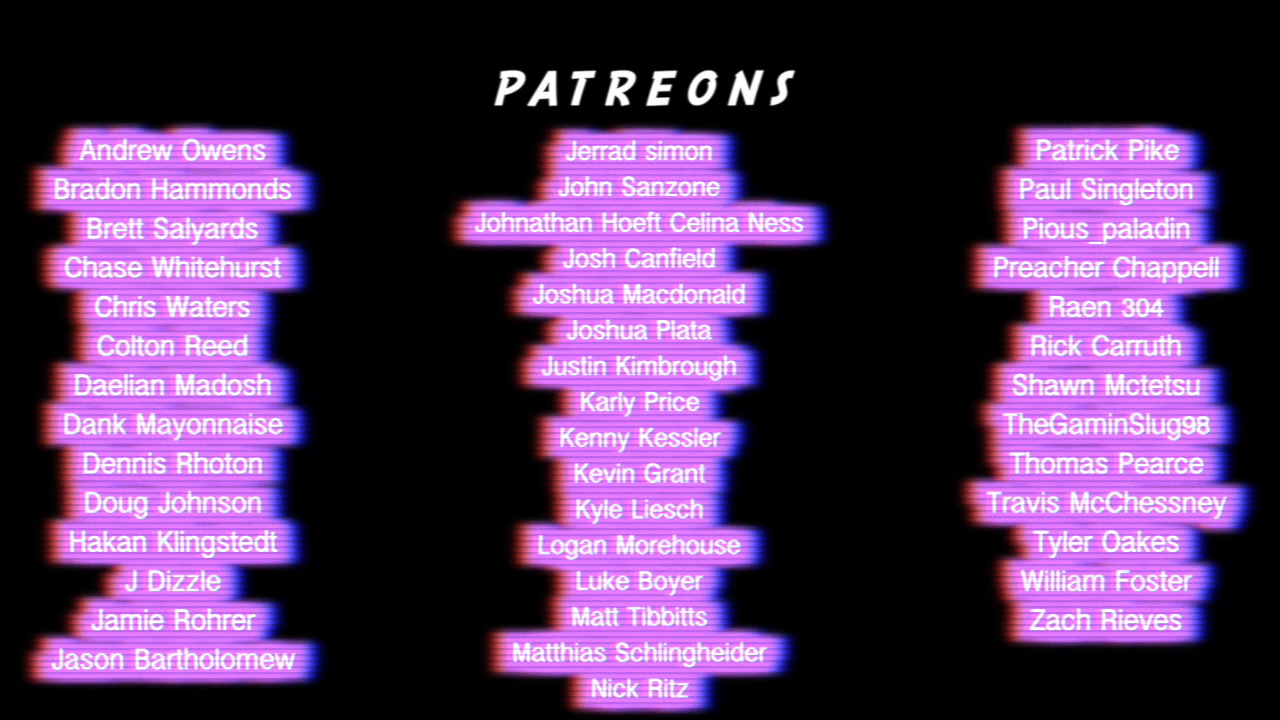 PATREONS
Andrew Owens
Bradon Hammonds
Brett Salyards
Chase Whitehurst
Chris Waters
Colton Reed
Daelian Madosh
Dank Mayonnaise
Dennis Rhoton
Doug Johnson
Hakan Klingstedt
J Dizzle
Jamie Rohrer
Jason Bartholomew
Jerrad simon
John Sanzone
Johnathan Hoeft Celina Ness
Josh Canfield
Joshua Macdonald
Joshua Plata
Justin Kimbrough
Karly Price
Kenny Kessler
Kevin Grant
Kyle Liesch
Logan Morehouse
Luke Boyer
Matt Tibbitts
Matthias Schlingheider
Nick Ritz
Patrick Pike
Paul Singleton
Pious_paladin
Preacher Chappell
Raen 304
Rick Carruth
Shawn Mctetsu
TheGaminSlug98
Thomas Pearce
Travis McChessney
Tyler Oakes
William Foster
Zach Rieves